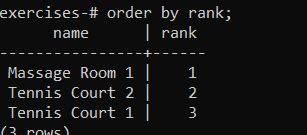 exercises-# order by rank;
name | rank
----------------+------
Massage Room 1 | 1
Tennis Court 2 | 2
Tennis Court 1 | 3
(3 rows)